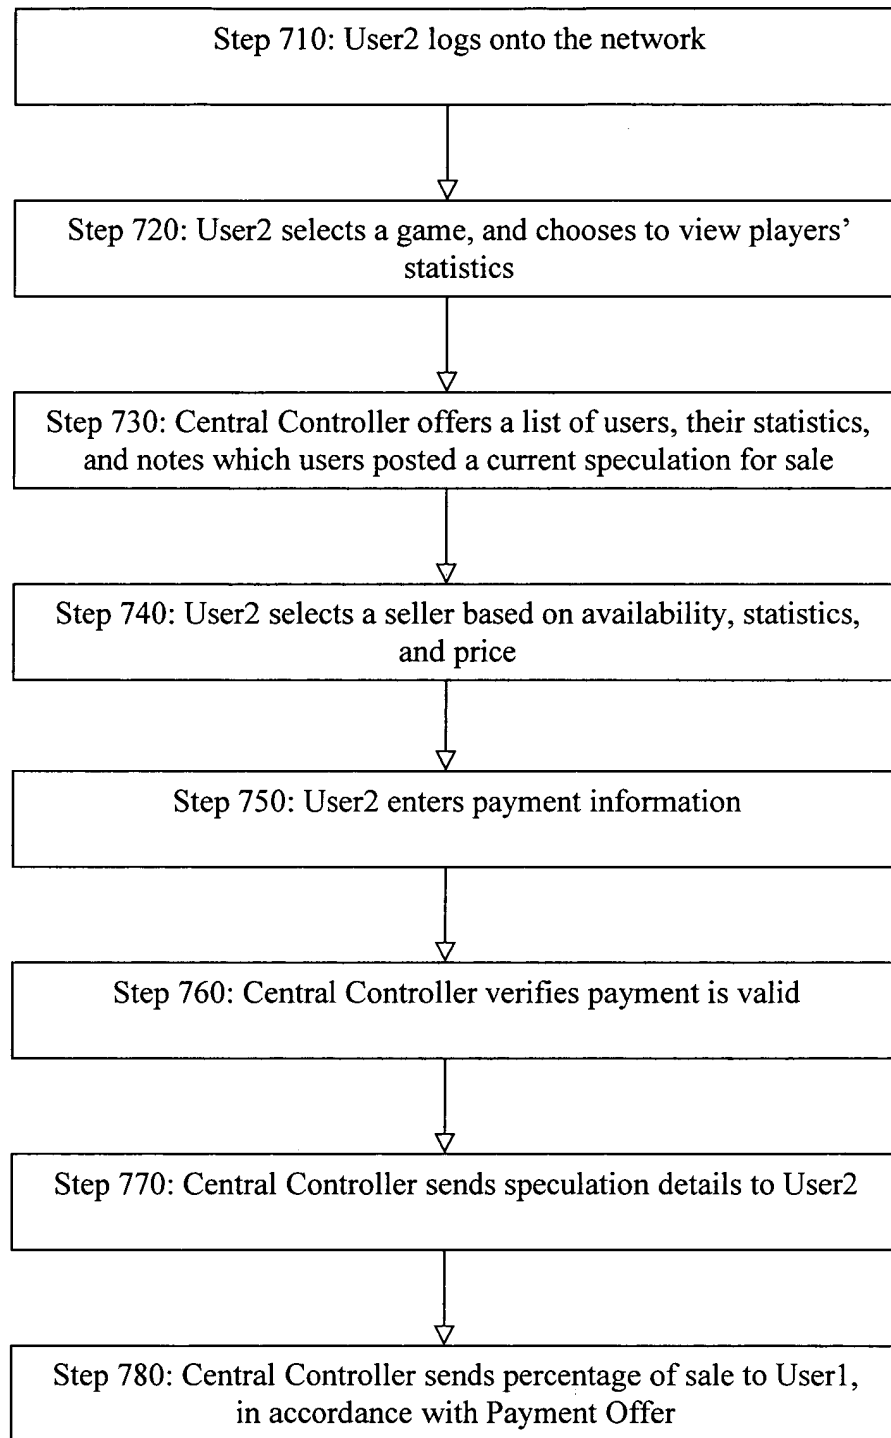 Step 710: User2 logs onto the network
Step 720: User2 selects a game, and chooses to view players’
statistics
Step 730: Central Controller offers a list of users, their statistics,
and notes which users posted a current speculation for sale
Step 740: User2 selects a seller based on availability, statistics,
and price
Step 750: User2 enters payment information
Step 760: Central Controller verifies payment is valid
Step 770: Central Controller sends speculation details to User2
Step 780: Central Controller sends percentage of sale to User1,
in accordance with Payment Offer